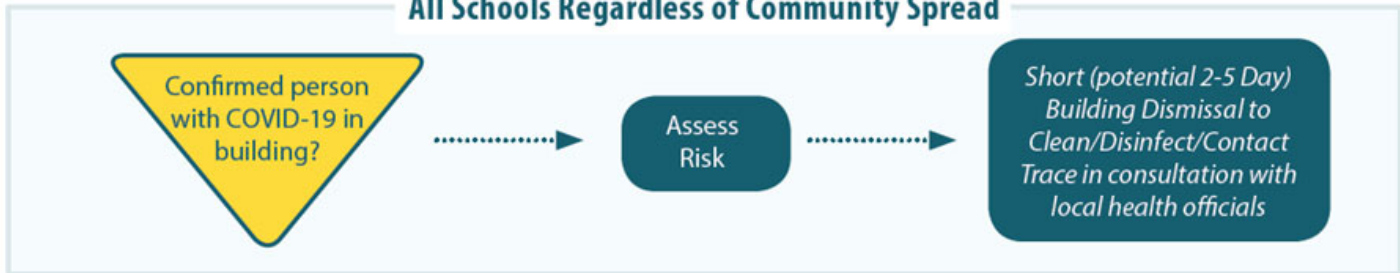 All Schools Regardless of Community Spread
Confirmed person
with COVID-19 in
building?
Assess
Risk
Short (potential 2-5 Day)
Building Dismissal to
Clean/Disinfect/Contact
Trace in consultation with
local health officials